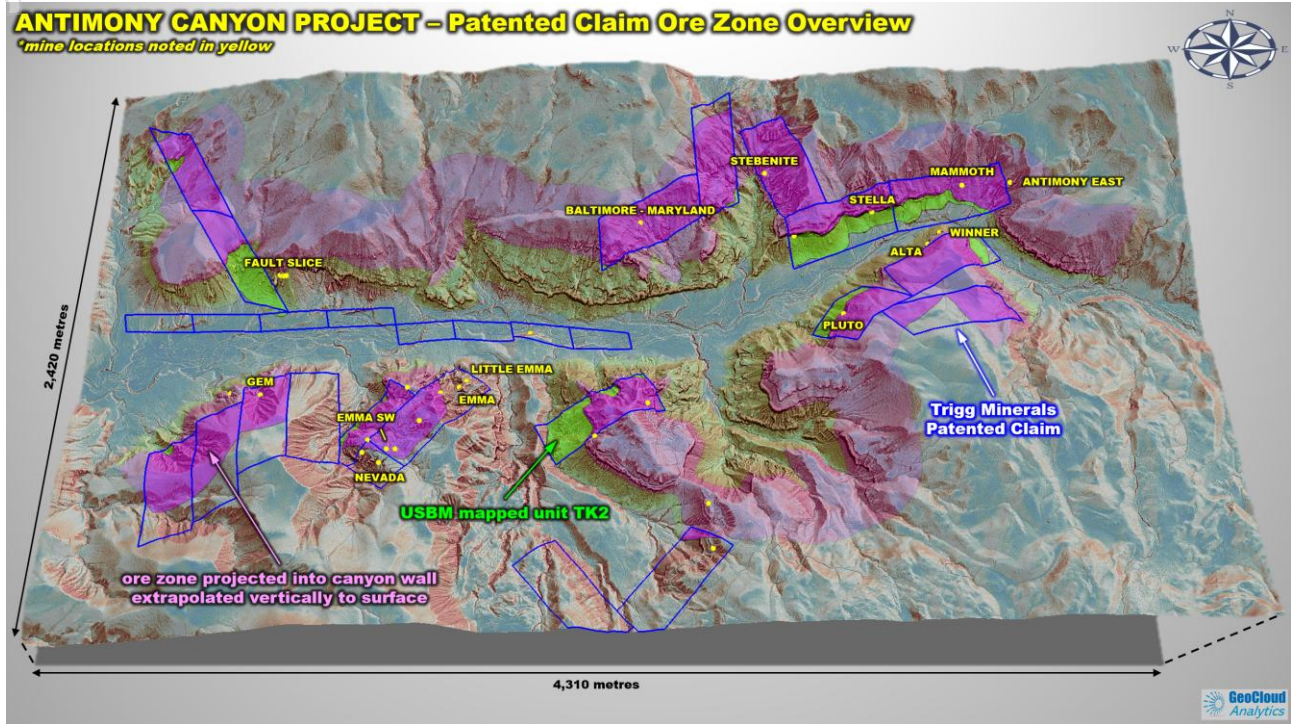 ANTIMONY CANYON PROJECT – Patented Claim Ore Zone Overview
*mine locations noted in yellow
N
W
E
S
STEBENITE
MAMMOTH
ANTIMONY EAST
BALTIMORE - MARYLAND
STELLA
WINNER
ALTA
FAULT SLICE
PLUTO
2,420 metres
LITTLE EMMA
GEM
EMMA
EMMA SW
NEVADA
Trigg Minerals
Patented Claim
USBM mapped unit TK2
ore zone projected into canyon wall
extrapolated vertically to surface
4,310 metres
GeoCloud
Analytics